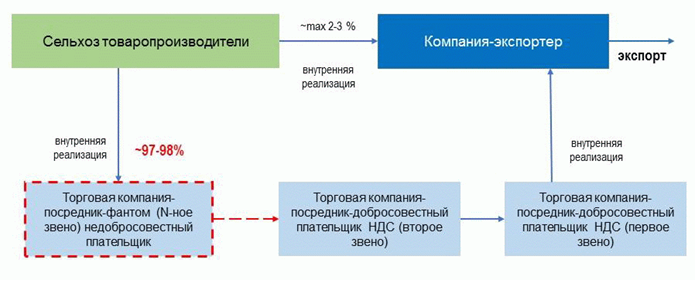 Сельхоз товаропроизводители
~max 2-3 %
внутренняя
реализация
Компания-экспортер
экспорт
внутренняя
реализация
~97-98%
внутренняя
реализация
Торговая компания-
посредник-фантом (N-ное
звено) недобросовестный
плательщик
Торговая компания-
посредник-добросовестный
плательщик НДС (второе
звено)
Торговая компания-
посредник-добросовестный
плательщик НДС (первое
звено)